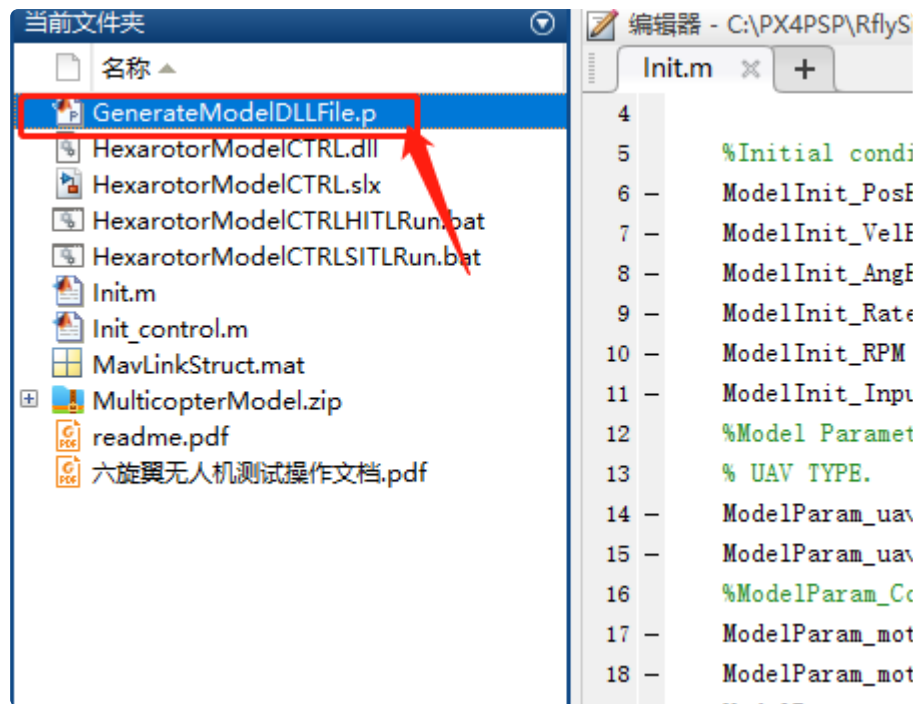 当前文件夹
名称
GenerateModelDLLFile.p
HexarotorModelCTRL.dll
HexarotorModelCTRL.slx
HexarotorModelCTRLHITLRun.bat
HexarotorModelCTRLSITLRun.bat
Init.m
Init_control.m
MavLinkStruct.mat
MulticopterModel.zip
readme.pdf
六旋翼无人机测试操作文档.pdf
编辑器 - C:\PX4PSP\RflyS
Init.m
4
5 %Initial condi
6 – ModelInit_Pos
7 – ModelInit_Vel
8 – ModelInit_Ang
9 – ModelInit_Rate
10 – ModelInit_RPM
11 – ModelInit_Inpu
12 %Model Paramet
13 % UAV TYPE.
14 – ModelParam_uav
15 – ModelParam_uav
16 %ModelParam_Co
17 – ModelParam_mot
18 – ModelParam_mot